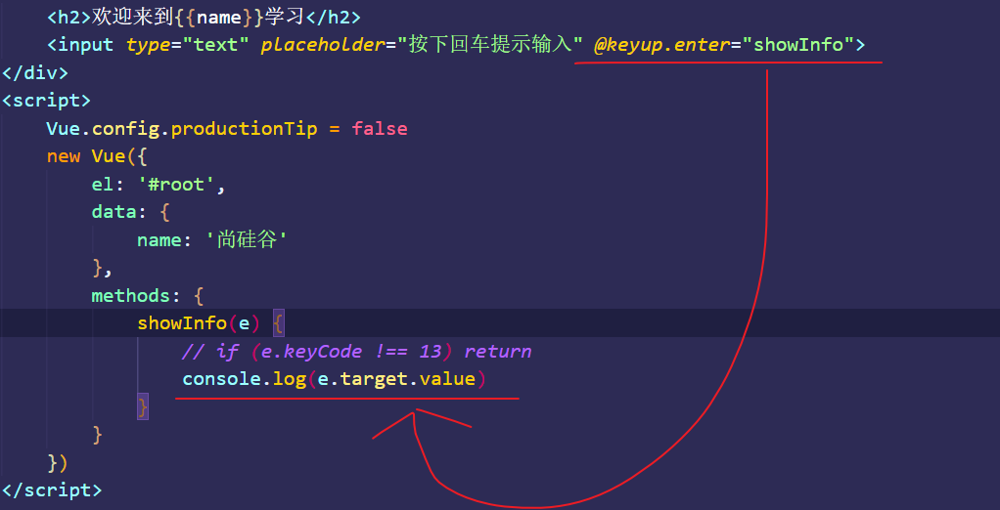 <h2>欢迎来到{{name}}学习</h2>
<input type="text" placeholder="按下回车提示输入" @keyup.enter="showInfo">
</div>
<script>
Vue.config.productionTip = false
new Vue({
el: '#root',
data: {
name: '尚硅谷'
},
methods: {
showInfo(e) {
// if (e.keyCode !== 13) return
console.log(e.target.value)
}
}
})
</script>